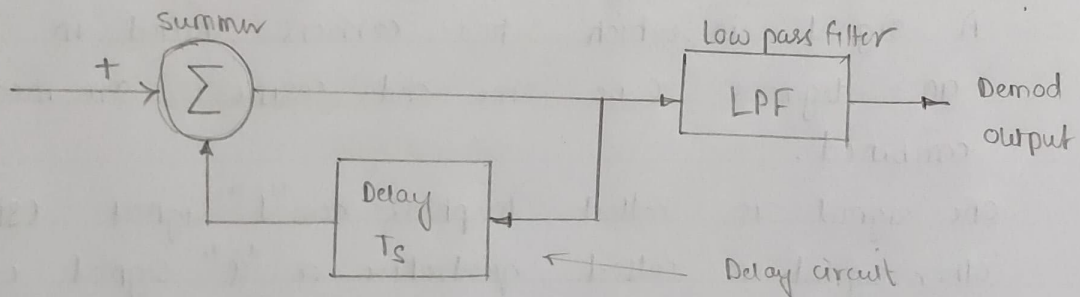 Summer
+
Σ
Low pass filter
LPF
Demod
output
Delay
Ts
Delay circuit